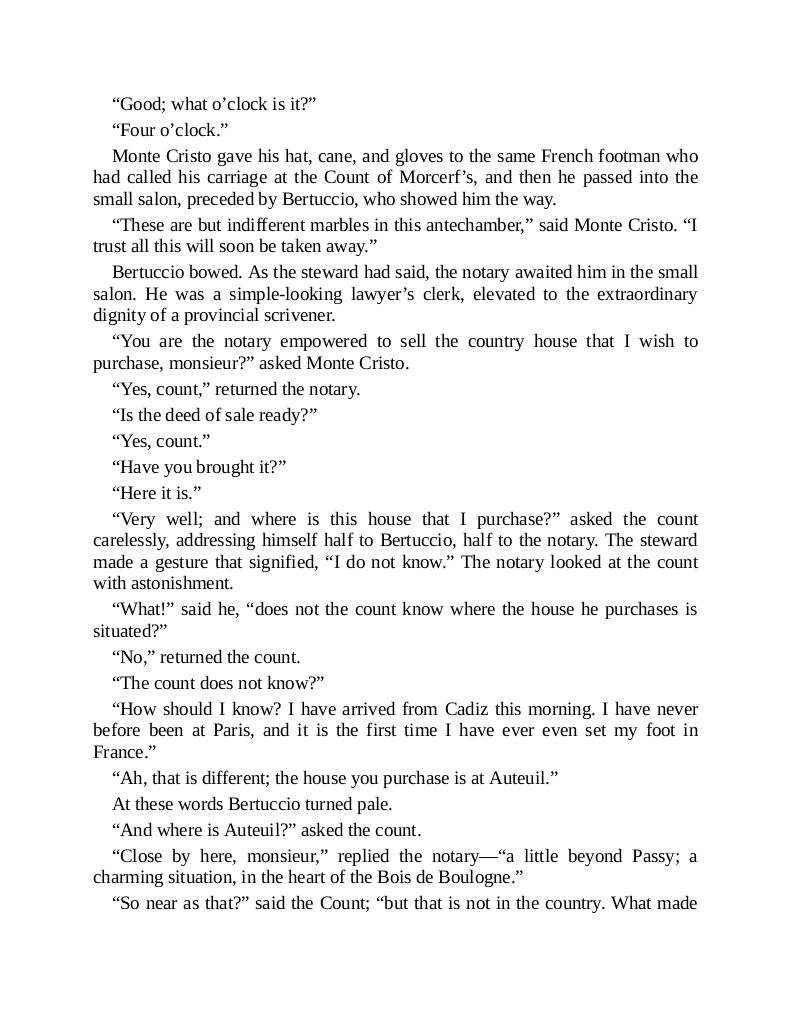 “Good; what o’clock is it?”
“Four o’clock.”
Monte Cristo gave his hat, cane, and gloves to the same French footman who
had called his carriage at the Count of Morcerf’s, and then he passed into the
small salon, preceded by Bertuccio, who showed him the way.
“These are but indifferent marbles in this antechamber,” said Monte Cristo. “I
trust all this will soon be taken away.”
Bertuccio bowed. As the steward had said, the notary awaited him in the small
salon. He was a simple-looking lawyer’s clerk, elevated to the extraordinary
dignity of a provincial scrivener.
“You are the notary empowered to sell the country house that I wish to
purchase, monsieur?” asked Monte Cristo.
“Yes, count,” returned the notary.
“Is the deed of sale ready?”
“Yes, count.”
“Have you brought it?”
“Here it is.”
“Very well; and where is this house that I purchase?” asked the count
carelessly, addressing himself half to Bertuccio, half to the notary. The steward
made a gesture that signified, “I do not know.” The notary looked at the count
with astonishment.
“What!” said he, “does not the count know where the house he purchases is
situated?”
“No,” returned the count.
“The count does not know?”
“How should I know? I have arrived from Cadiz this morning. I have never
before been at Paris, and it is the first time I have ever even set my foot in
France.”
“Ah, that is different; the house you purchase is at Auteuil.”
At these words Bertuccio turned pale.
“And where is Auteuil?” asked the count.
“Close by here, monsieur,” replied the notary—“a little beyond Passy; a
charming situation, in the heart of the Bois de Boulogne.”
“So near as that?” said the Count; “but that is not in the country. What made